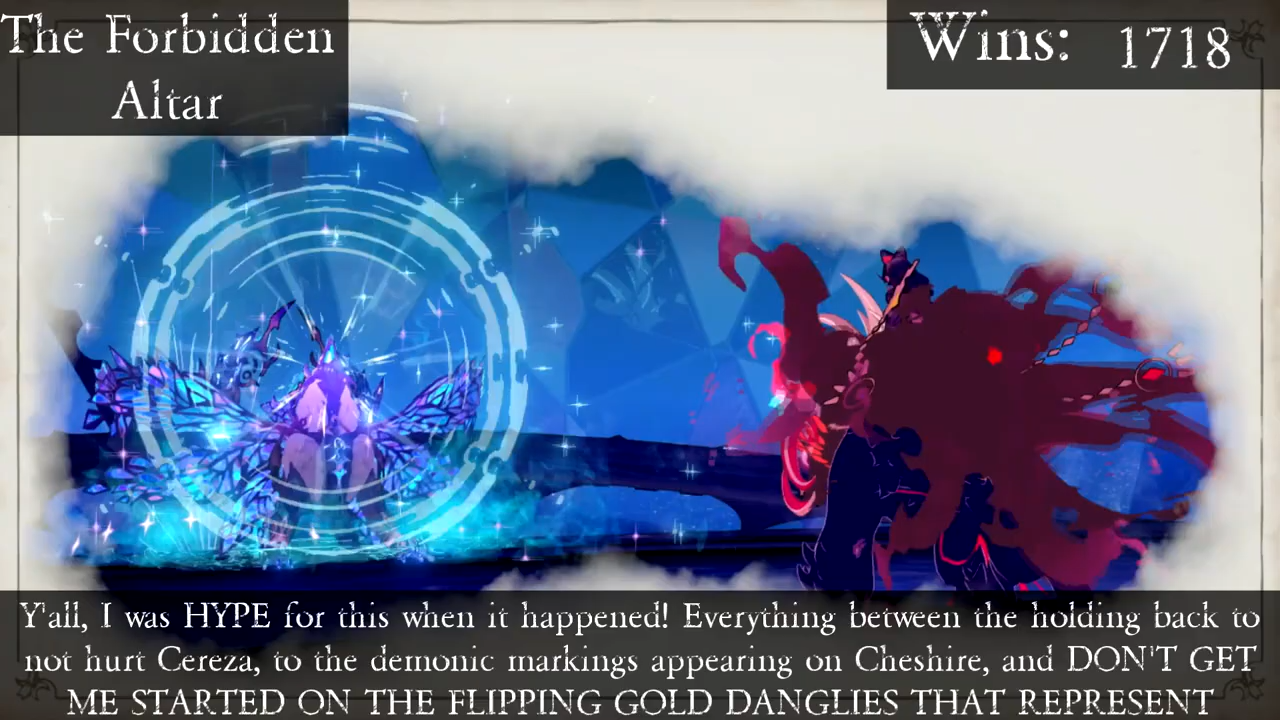 The Forbidden
Altar
Wins: 1718
Y'all, I was HYPE for this when it happened! Everything between the holding back to
not hurt Cereza, to the demonic markings appearing on Cheshire, and DON'T GET
ME STARTED ON THE FLIPPING GOLD DANGLIES THAT REPRESENT